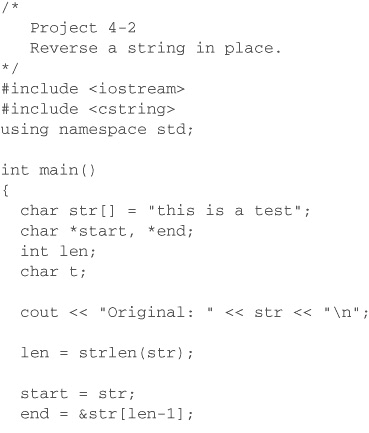 /*
   Project 4-2
   Reverse a string in place.
*/
#include <iostream>
#include <cstring>
using namespace std;

int main()
{
  char str[] = "this is a test";
  char *start, *end;
  int len;
  char t;

  cout << "Original: " << str << "\n";

  len = strlen(str);

  start = str;
  end = &str[len-1];